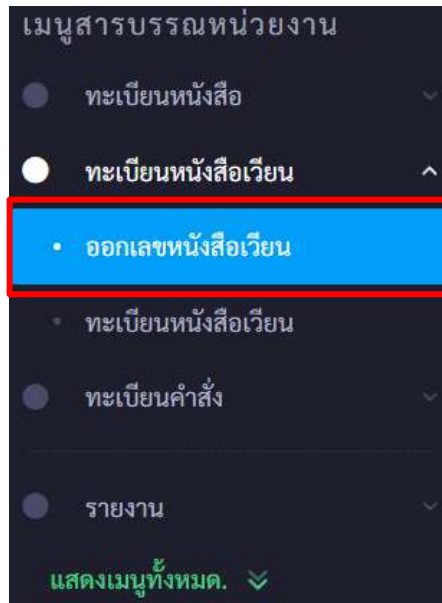 เมนูสารบรรณหน่วยงาน
ทะเบียนหนังสือ
ทะเบียนหนังสือเวียน
ออกเลขหนังสือเวียน
ทะเบียนหนังสือเวียน
ทะเบียนคำสั่ง
รายงาน
แสดงเมนูทั้งหมด.